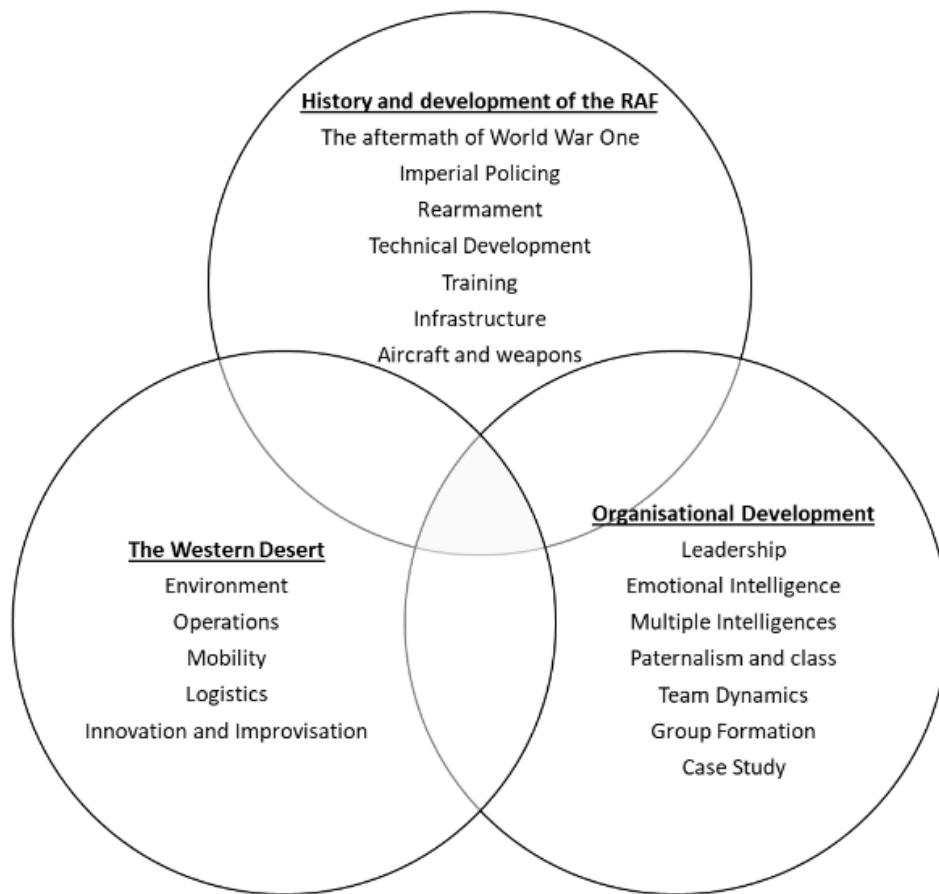 History and development of the RAF
The aftermath of World War One
Imperial Policing
Rearmament
Technical Development
Training
Infrastructure
Aircraft and weapons
The Western Desert
Environment
Operations
Mobility
Logistics
Innovation and Improvisation
Organisational Development
Leadership
Emotional Intelligence
Multiple Intelligences
Paternalism and class
Team Dynamics
Group Formation
Case Study